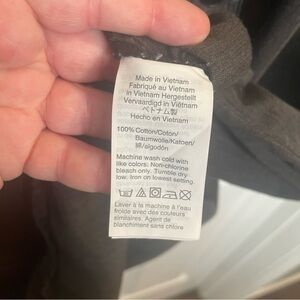 Made in Vietnam
Fabriqué au Vietnam
in Vietnam Hergestellt
Vervaardigd in Viëtnam
ベトナム製
Hecho en Vietnam
100% Cotton/Coton/
Baumwolle/Katoen/
綿/algodón
Machine wash cold with
like colors. Non-chlorine
bleach only. Tumble dry
low. Iron on lowest setting
Laver à la machine à l'eau
froide avec des couleurs
similaires. Agent de
blanchiment sans chlore